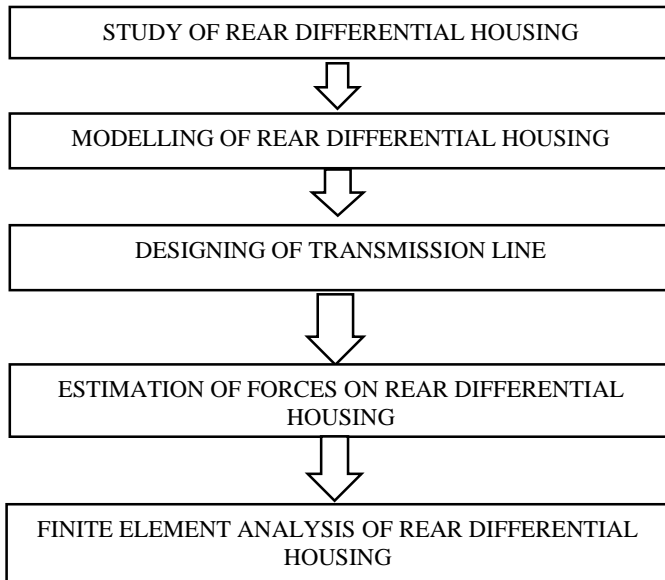 STUDY OF REAR DIFFERENTIAL HOUSING
MODELLING OF REAR DIFFERENTIAL HOUSING
DESIGNING OF TRANSMISSION LINE
ESTIMATION OF FORCES ON REAR DIFFERENTIAL
HOUSING
FINITE ELEMENT ANALYSIS OF REAR DIFFERENTIAL
HOUSING